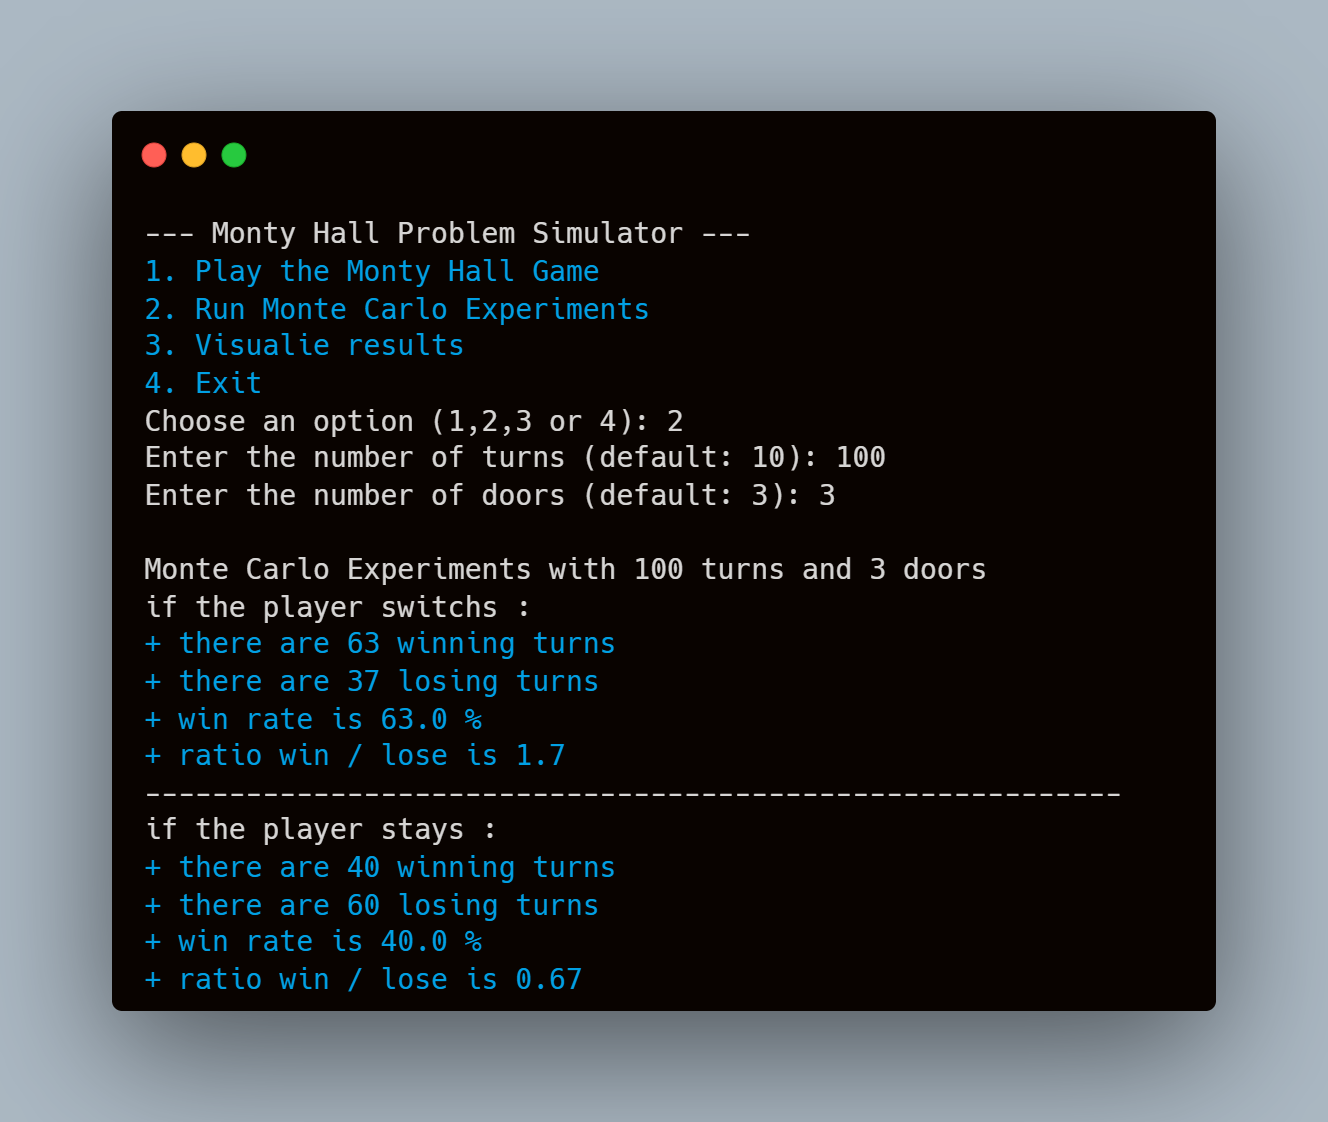 --- Monty Hall Problem Simulator ---
1. Play the Monty Hall Game
2. Run Monte Carlo Experiments
3. Visualie results
4. Exit
Choose an option (1,2,3 or 4): 2
Enter the number of turns (default: 10): 100
Enter the number of doors (default: 3): 3
Monte Carlo Experiments with 100 turns and 3 doors
if the player switchs :
+ there are 63 winning turns
+ there are 37 losing turns
+ win rate is 63.0 %
+ ratio win / lose is 1.7
----------------------------------------------------------
if the player stays :
+ there are 40 winning turns
+ there are 60 losing turns
+ win rate is 40.0 %
+ ratio win / lose is 0.67